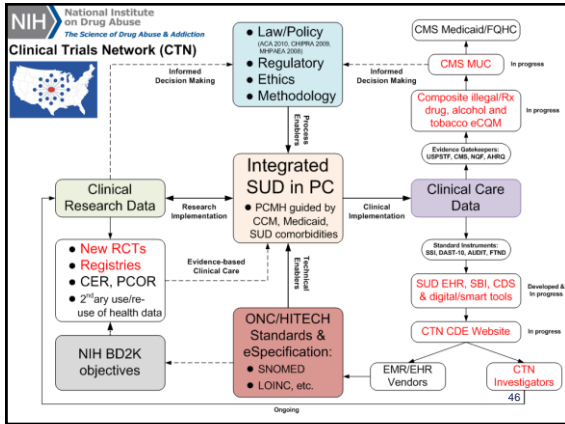 NIH
National Institute
on Drug Abuse
The Science of Drug Abuse & Addiction
Clinical Trials Network (CTN)
• Law/Policy
(ACA 2010, CHIPRA 2009,
MHPAEA 2008)
• Regulatory
• Ethics
• Methodology
CMS Medicaid/FQHC
CMS MUC
In progress
Informed
Decision Making
Informed
Decision Making
Composite illegal/Rx
drug, alcohol and
tobacco eCQM
In progress
Process
Enablers
Evidence Gatekeepers:
USPSTF, CMS, NQF, AHRQ
Clinical
Research Data
Research
Implementation
Integrated
SUD in PC
• PCMH guided by
CCM, Medicaid,
SUD comorbidities
Clinical
Implementation
Clinical Care
Data
Standard Instruments:
SSI, DAST-10, AUDIT, FTND
• New RCTs
• Registries
• CER, PCOR
• 2ndary use/re-
use of health data
Evidence-based
Clinical Care
Technical
Enablers
SUD EHR, SBI, CDS
& digital/smart tools
Developed &
In progress
CTN CDE Website
In progress
ONC/HITECH
Standards &
eSpecification:
• SNOMED
• LOINC, etc.
NIH BD2K
objectives
EMR/EHR
Vendors
CTN
Investigators
46
Ongoing